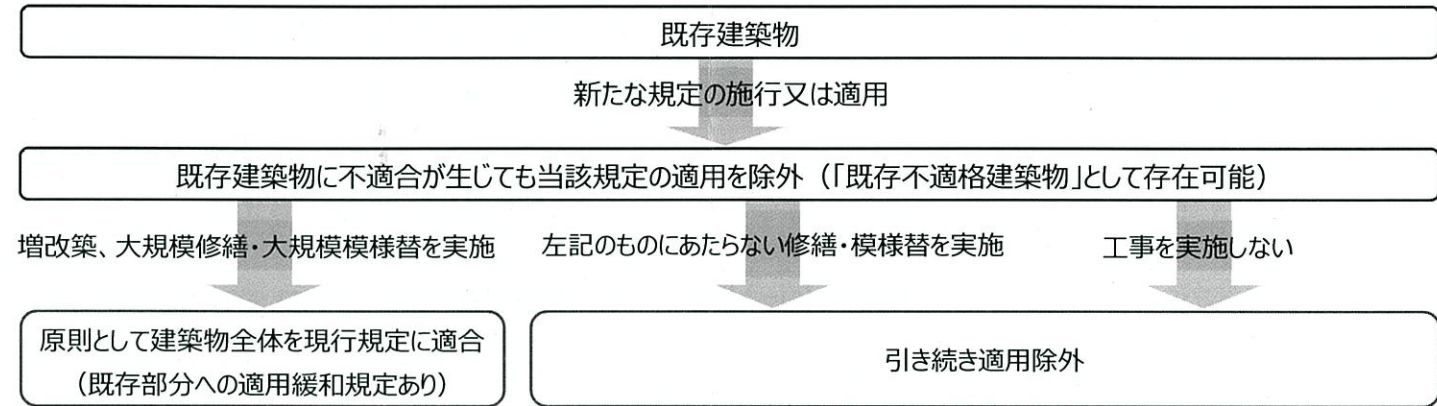 既存建築物
新たな規定の施行又は適用
既存建築物に不適合が生じても当該規定の適用を除外（「既存不適格建築物」として存在可能）
増改築、大規模修繕・大規模模様替を実施
左記のものにあたらない修繕・模様替を実施
工事を実施しない
原則として建築物全体を現行規定に適合
（既存部分への適用緩和規定あり）
引き続き適用除外